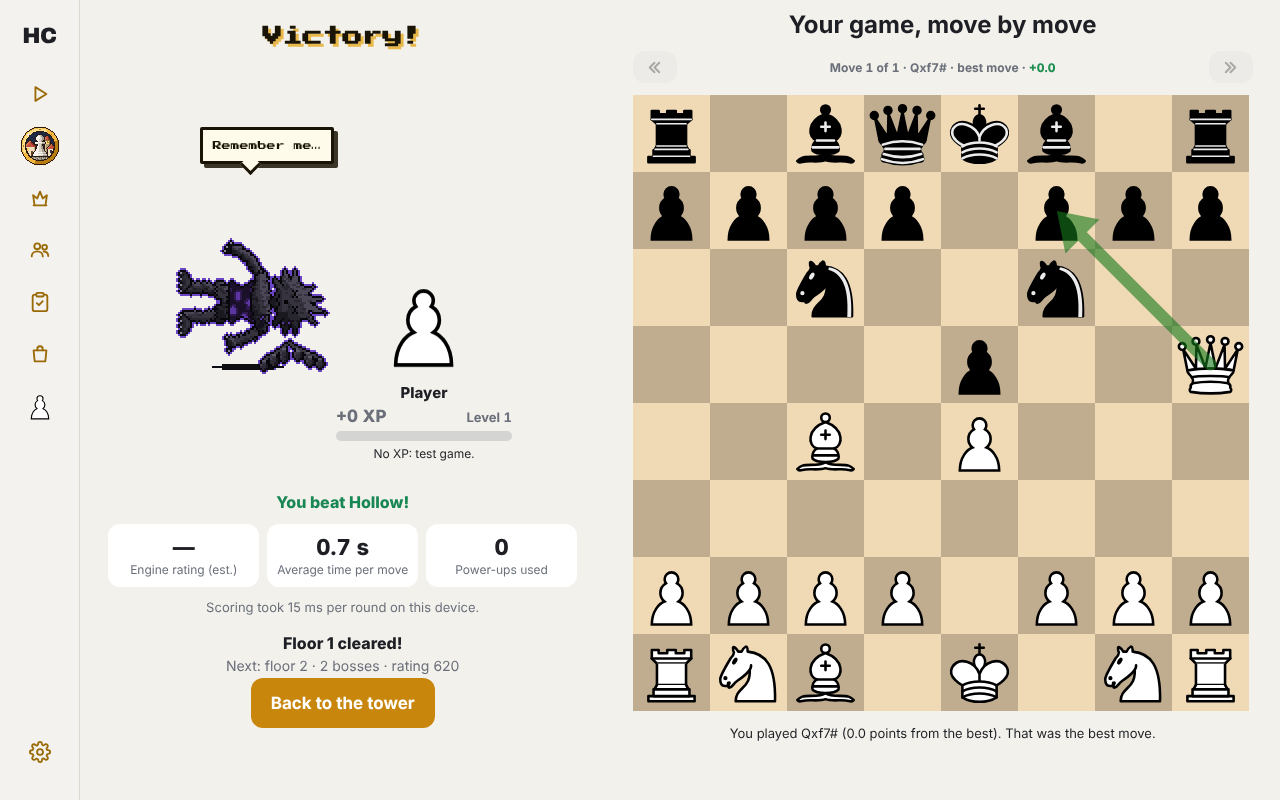 HC
Victory!
Remember me...
Player
+0 XP
Level 1
No XP: test game.
You beat Hollow!
—
Engine rating (est.)
0.7 s
Average time per move
0
Power-ups used
Scoring took 15 ms per round on this device.
Floor 1 cleared!
Next: floor 2 · 2 bosses · rating 620
Back to the tower
Your game, move by move
Move 1 of 1 · Qxf7# · best move · +0.0
You played Qxf7# (0.0 points from the best). That was the best move.